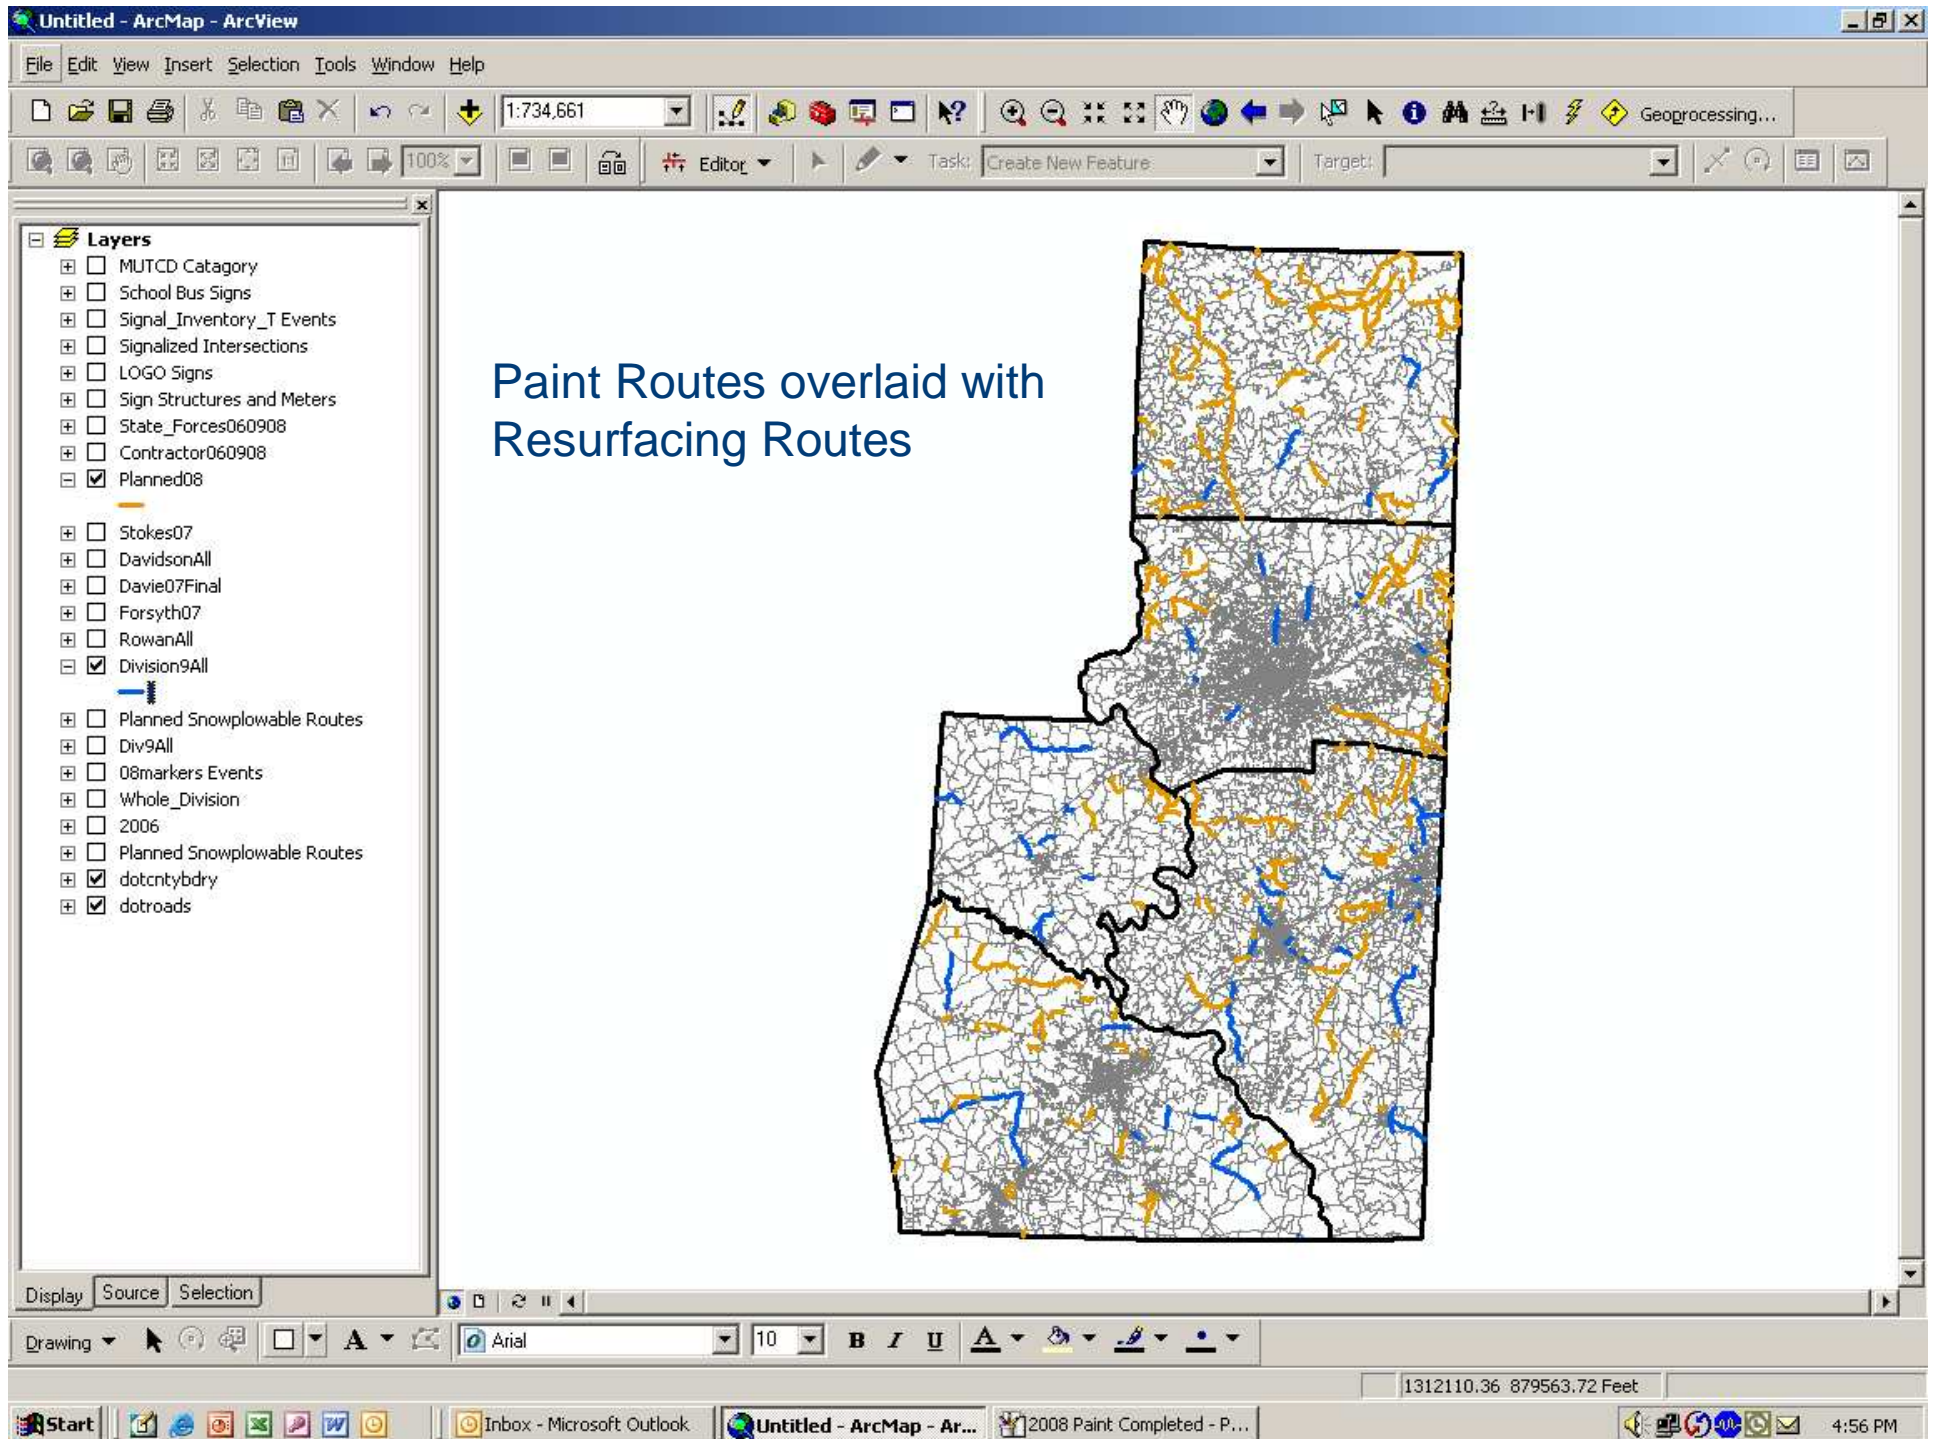 Untitled - ArcMap - ArcView
File Edit View Insert Selection Tools Window Help
1:734,661
Geoprocessing...
100%
Editor
Task:
Create New Feature
Target:
Layers
MUTCD Catagory
School Bus Signs
Signal_Inventory_T Events
Signalized Intersections
LOGO Signs
Sign Structures and Meters
State_Forces060908
Contractor060908
Planned08
Stokes07
DavidsonAll
Davie07Final
Forsyth07
RowanAll
Division9All
Planned Snowplowable Routes
Div9All
08markers Events
Whole_Division
2006
Planned Snowplowable Routes
dotcntybdry
dotroads
Paint Routes overlaid with
Resurfacing Routes
Display Source Selection
Drawing
A
Arial
10
B I U A
1312110.36 879563.72 Feet
Start
Inbox - Microsoft Outlook
Untitled - ArcMap - Ar...
2008 Paint Completed - P...
4:56 PM